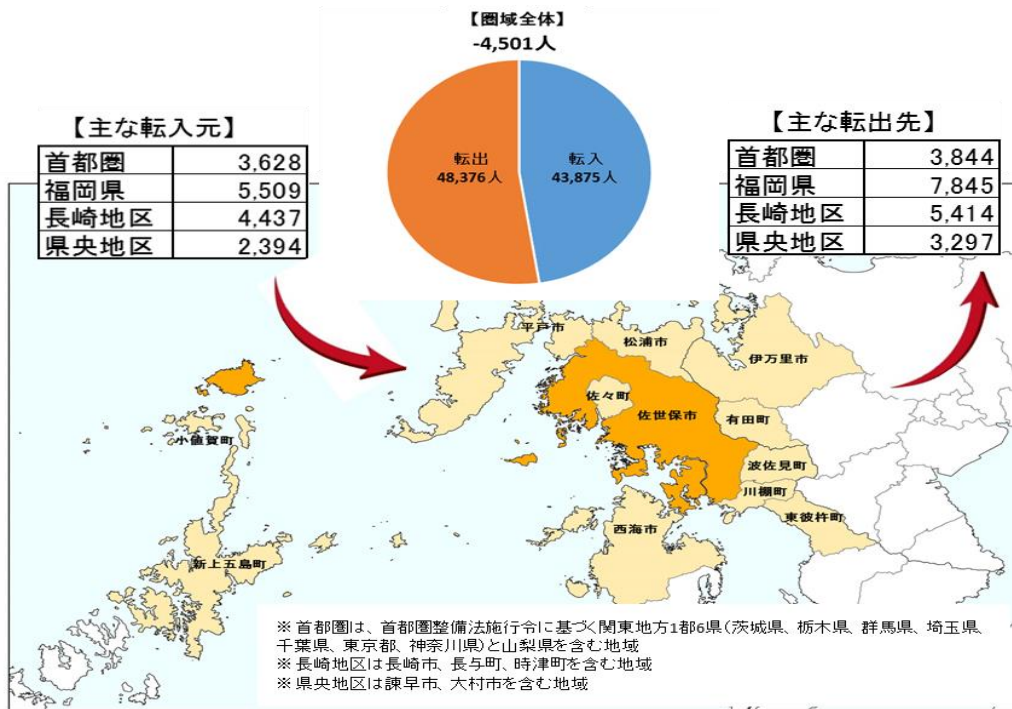 【圏域全体】
-4,501人
転出
48,376人
転入
43,875人
【主な転入元】
首都圏 3,628
福岡県 5,509
長崎地区 4,437
県央地区 2,394
【主な転出先】
首都圏 3,844
福岡県 7,845
長崎地区 5,414
県央地区 3,297
平戸市
松浦市
伊万里市
佐々町
佐世保市
有田町
小値賀町
波佐見町
川棚町
東彼杵町
西海市
新上五島町
※首都圏は、首都圏整備法施行令に基づく関東地方1都6県(茨城県、栃木県、群馬県、埼玉県、
千葉県、東京都、神奈川県)と山梨県を含む地域
※長崎地区は長崎市、長与町、時津町を含む地域
※県央地区は諫早市、大村市を含む地域